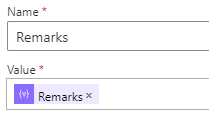 Name *
Remarks
Value *
{v} Remarks ×